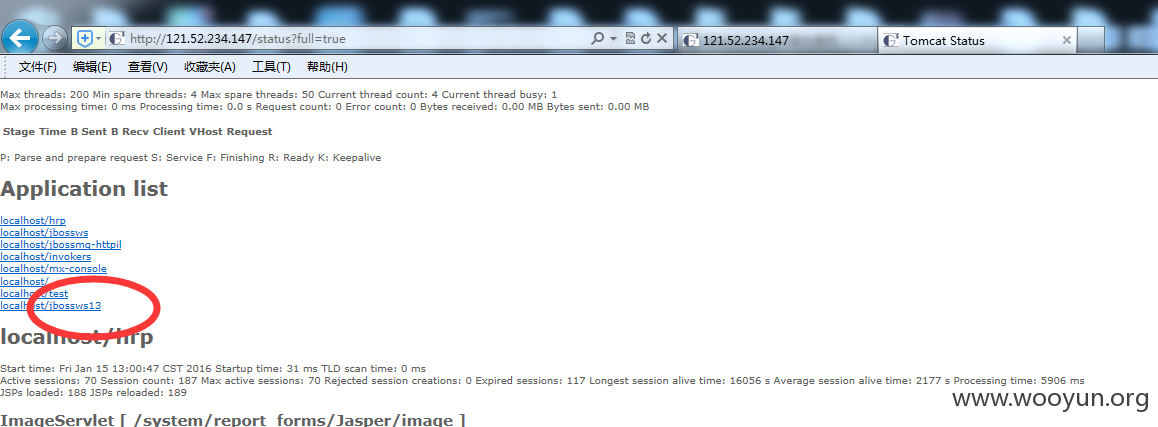 http://121.52.234.147/status?full=true
121.52.234.147
Tomcat Status
文件(F) 编辑(E) 查看(V) 收藏夹(A) 工具(T) 帮助(H)
Max threads: 200 Min spare threads: 4 Max spare threads: 50 Current thread count: 4 Current thread busy: 1
Max processing time: 0 ms Processing time: 0.0 s Request count: 0 Error count: 0 Bytes received: 0.00 MB Bytes sent: 0.00 MB
Stage Time B Sent B Recv Client VHost Request
P: Parse and prepare request S: Service F: Finishing R: Ready K: Keepalive
Application list
localhost/hrp
localhost/jbossws
localhost/jbossmq-httpil
localhost/invokers
localhost/mx-console
localhost/
localhost/test
localhost/jbossws13
localhost/hrp
Start time: Fri Jan 15 13:00:47 CST 2016 Startup time: 31 ms TLD scan time: 0 ms
Active sessions: 70 Session count: 187 Max active sessions: 70 Rejected session creations: 0 Expired sessions: 117 Longest session alive time: 16056 s Average session alive time: 2177 s Processing time: 5906 ms
JSPs loaded: 188 JSPs reloaded: 189
ImageServlet [ /system/report_forms/Jasper/image ]
www.wooyun.org